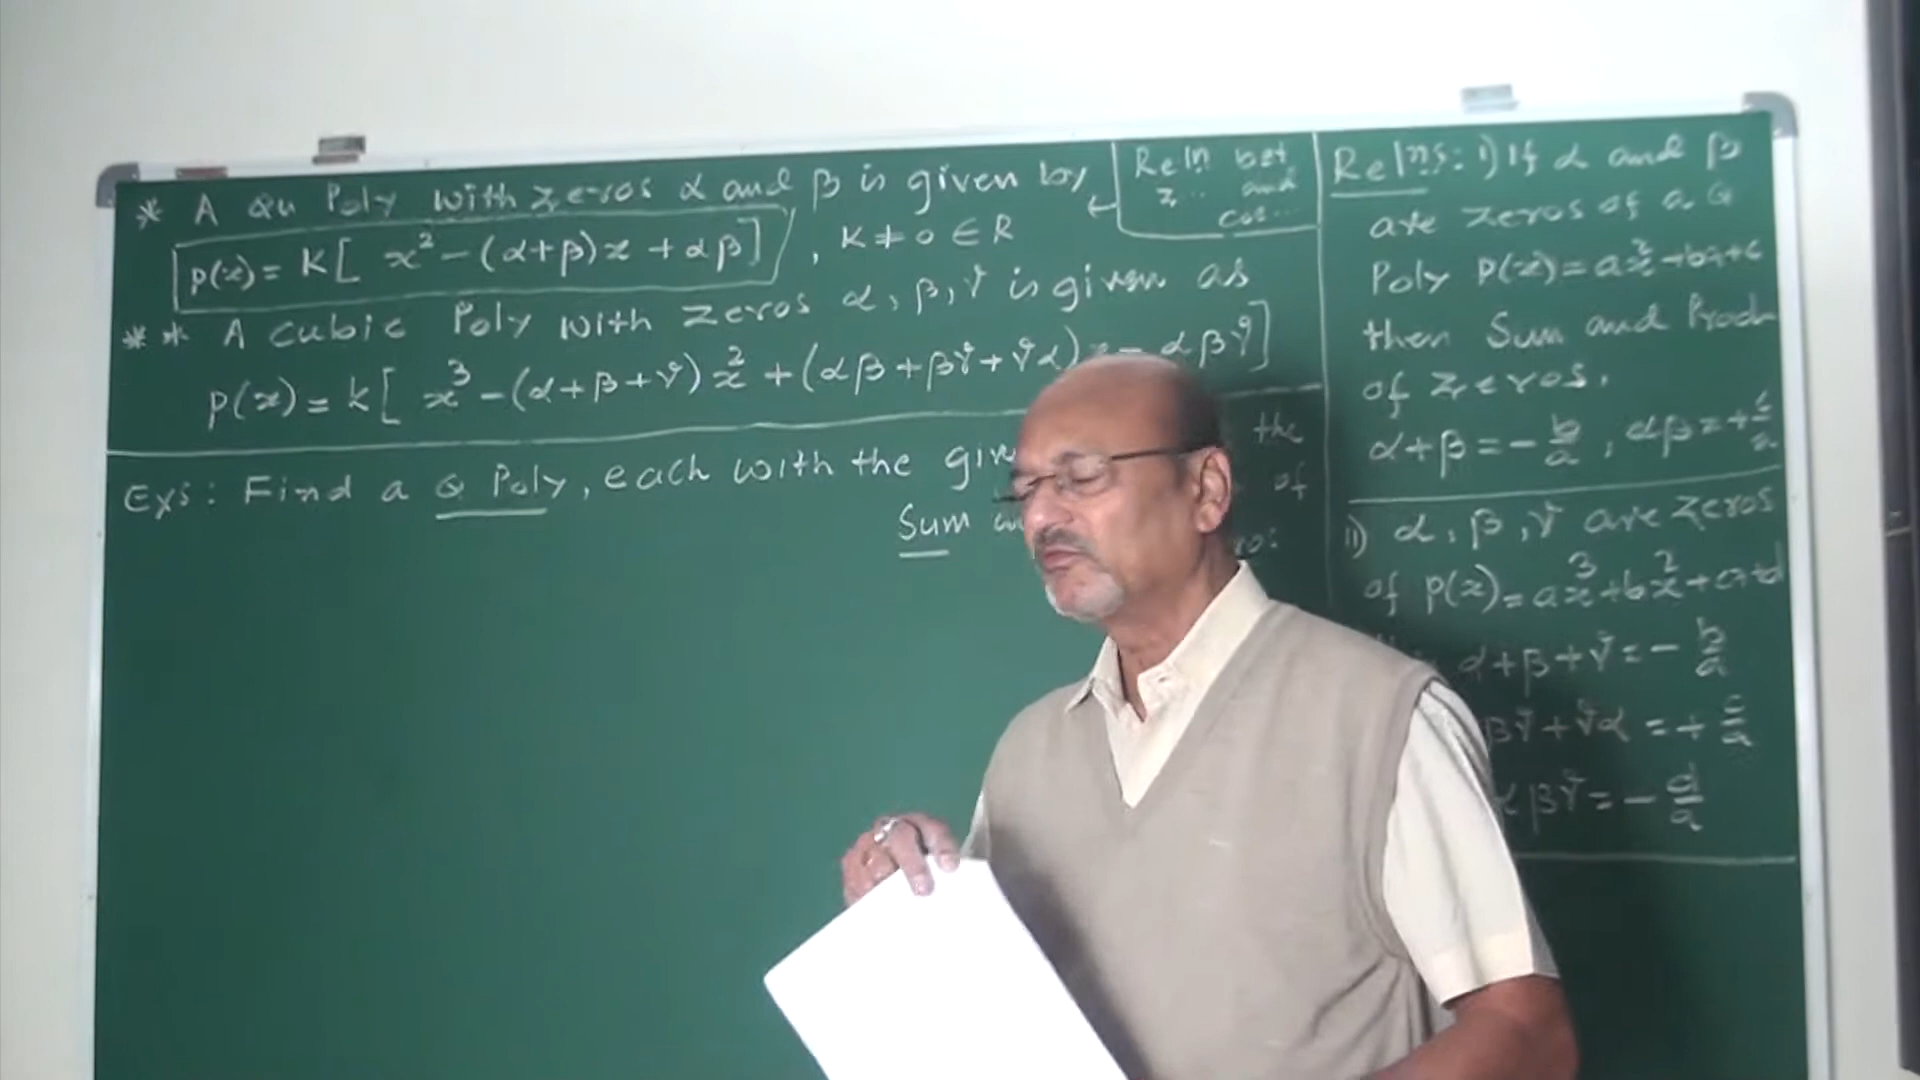 * A Qu Poly with zeros α and β is given by
p(x) = K[ x² - (α+β)x + αβ] , K ≠ 0 ∈ R
** A cubic Poly with zeros α, β, γ is given as
p(x) = k[ x³ - (α+β+γ) x² + (αβ+βγ+γα) - αβγ]
Exs: Find a Q Poly, each with the the
Sum of
Reln bet
z... and
coe...
Relns: i) If α and β
are zeros of a Q
Poly p(x) = ax²+bx+c
then Sum and Produ
of zeros.
α+β = - b/a , αβ = + c/a
ii) α, β, γ are zeros
of p(x) = ax³+bx²+cx+d
α+β+γ = - b/a
βγ+γα = + c/a
αβγ = - d/a